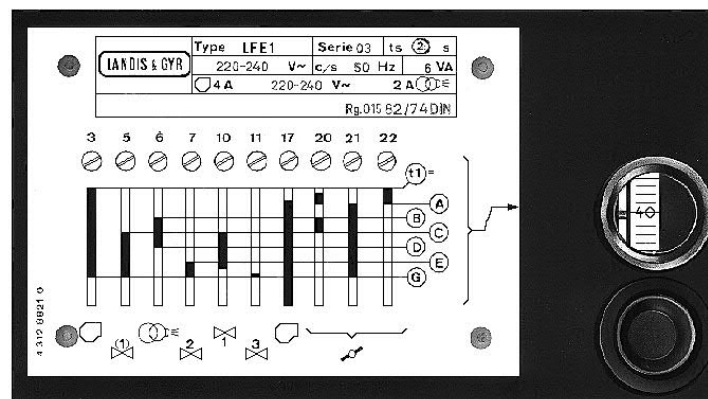 LANDIS & GYR
Type LFE1 Serie 03 ts 2 s
220-240 V~ c/s 50 Hz 6 VA
4 A 220-240 V~ 2 A
Rg.015 82/74 DIN
3 5 6 7 10 11 17 20 21 22
t1=
A
B
C
D
E
G
40
(1) 2 1 3
4 312 8821 0